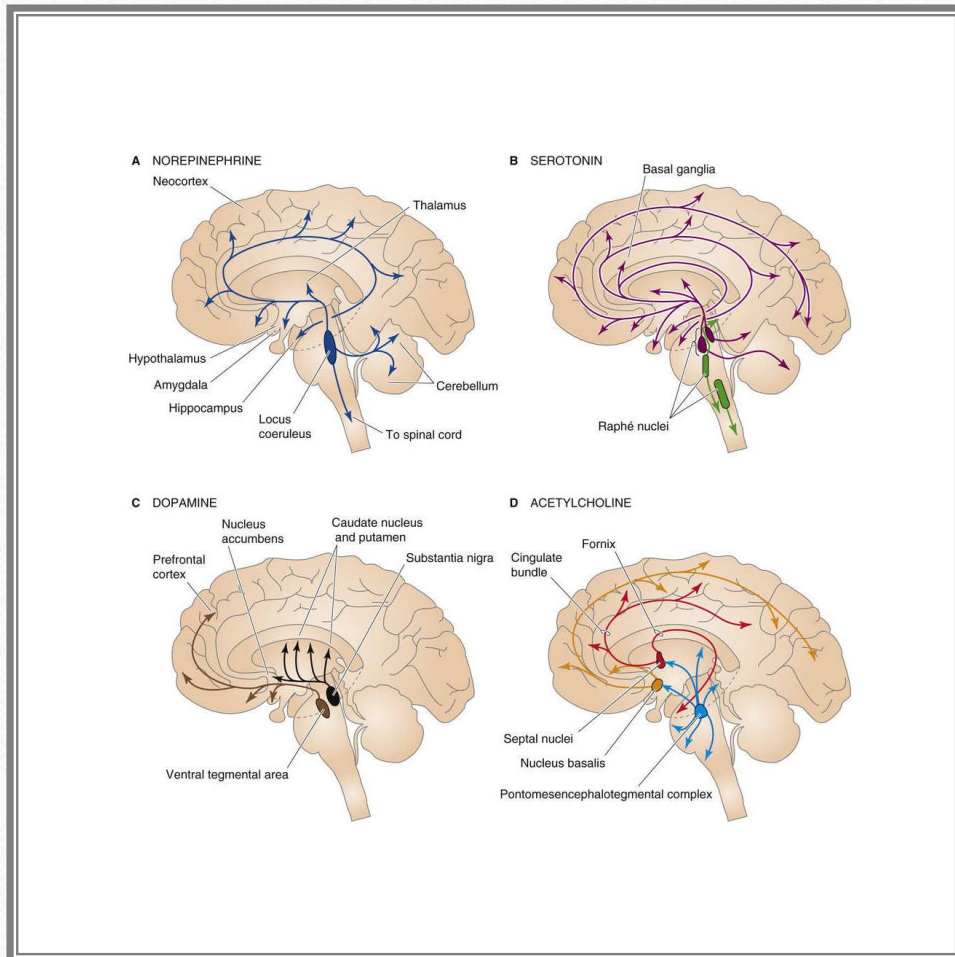 A NOREPINEPHRINE
Neocortex
Thalamus
Hypothalamus
Amygdala
Hippocampus
Locus
coeruleus
Cerebellum
To spinal cord
B SEROTONIN
Basal ganglia
Raphé nuclei
C DOPAMINE
Nucleus
accumbens
Caudate nucleus
and putamen
Prefrontal
cortex
Substantia nigra
Ventral tegmental area
D ACETYLCHOLINE
Fornix
Cingulate
bundle
Septal nuclei
Nucleus basalis
Pontomesencephalotegmental complex